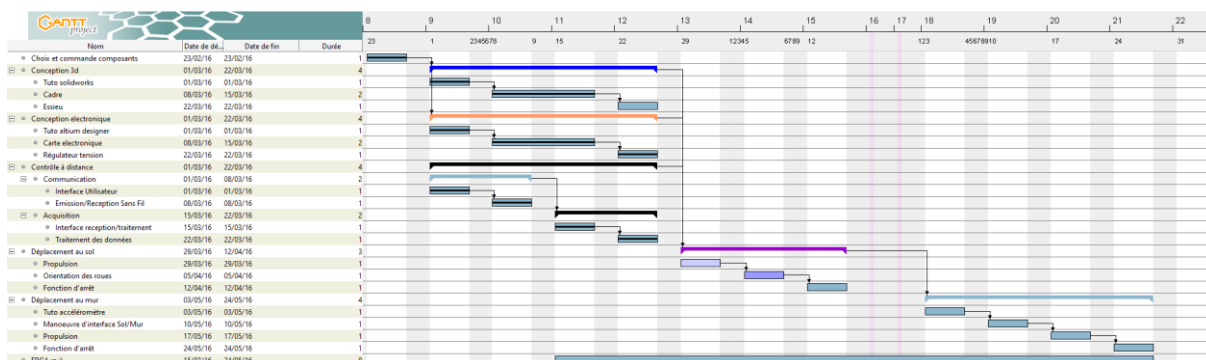 GANTT project
8 9 10 11 12 13 14 15 16 17 18 19 20 21 22
Nom Date de dé... Date de fin Durée 23 1 2345678 9 15 22 29 12345 6789 12 123 45678910 17 24 31
Choix et commande composants 23/02/16 23/02/16 1
Conception 3d 01/03/16 22/03/16 4
Tuto solidworks 01/03/16 01/03/16 1
Cadre 08/03/16 15/03/16 2
Essieu 22/03/16 22/03/16 1
Conception electronique 01/03/16 22/03/16 4
Tuto altium designer 01/03/16 01/03/16 1
Carte electronique 08/03/16 15/03/16 2
Régulateur tension 22/03/16 22/03/16 1
Contrôle à distance 01/03/16 22/03/16 4
Communication 01/03/16 08/03/16 2
Interface Utilisateur 01/03/16 01/03/16 1
Emission/Reception Sans Fil 08/03/16 08/03/16 1
Acquisition 15/03/16 22/03/16 2
Interface reception/traitement 15/03/16 15/03/16 1
Traitement des données 22/03/16 22/03/16 1
Déplacement au sol 29/03/16 12/04/16 3
Propulsion 29/03/16 29/03/16 1
Orientation des roues 05/04/16 05/04/16 1
Fonction d'arrêt 12/04/16 12/04/16 1
Déplacement au mur 03/05/16 24/05/16 4
Tuto accéléromètre 03/05/16 03/05/16 1
Manoeuvre d'interface Sol/Mur 10/05/16 10/05/16 1
Propulsion 17/05/16 17/05/16 1
Fonction d'arrêt 24/05/16 24/05/16 1